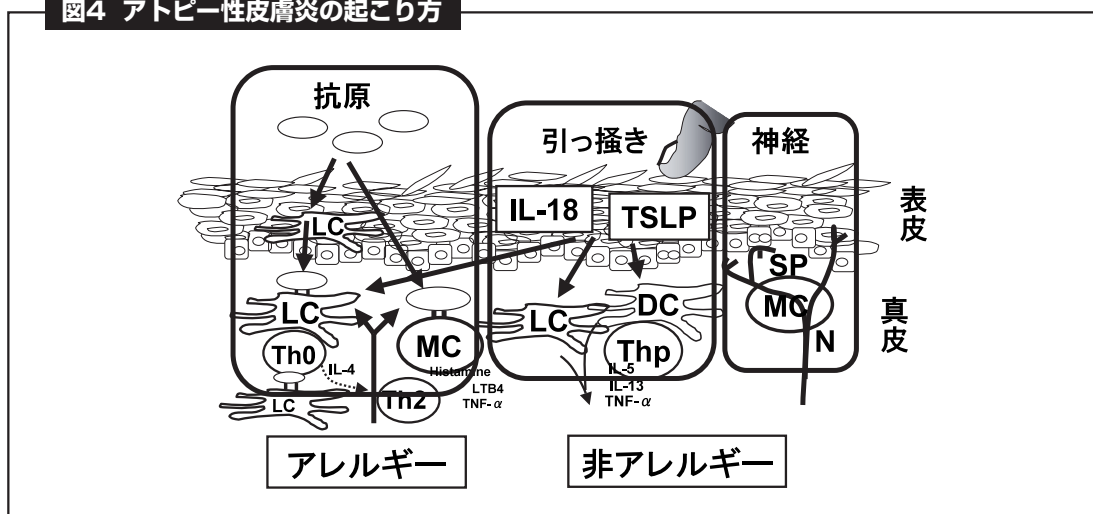 図4 アトピー性皮膚炎の起こり方
抗原
引っ掻き
神経
IL-18
TSLP
表皮
LC
SP
LC
LC
DC
MC
真皮
Th0
MC
Thp
N
IL-4
Histamine
IL-5
LTB4
IL-13
LC
Th2
TNF-α
TNF-α
アレルギー
非アレルギー